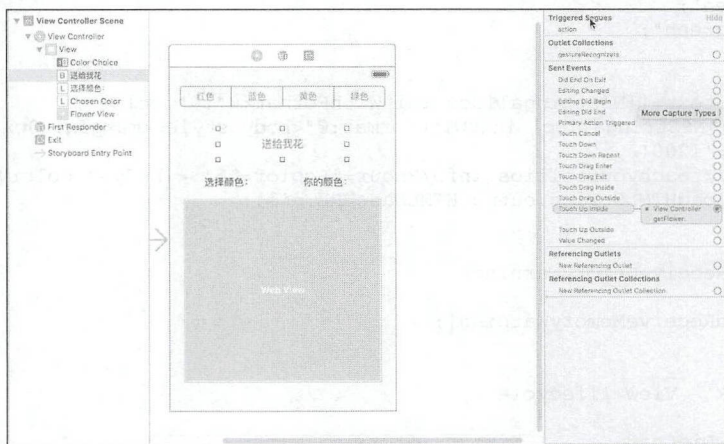 View Controller Scene
View Controller
View
Color Choice
B 送给我花
L 选择颜色:
L Chosen Color
Flower View
First Responder
Exit
Storyboard Entry Point
红色
蓝色
黄色
绿色
送给我花
选择颜色:
你的颜色
Web View
Triggered Segues
Hide
action
Outlet Collections
gestureRecognizers
Sent Events
Did End On Exit
Editing Changed
Editing Did Begin
Editing Did End
More Capture Types
Primary Action Triggered
Touch Cancel
Touch Down
Touch Down Repeat
Touch Drag Enter
Touch Drag Exit
Touch Drag Inside
Touch Drag Outside
Touch Up Inside
View Controller
getFlower:
Touch Up Outside
Value Changed
Referencing Outlets
New Referencing Outlet
Referencing Outlet Collections
New Referencing Outlet Collection